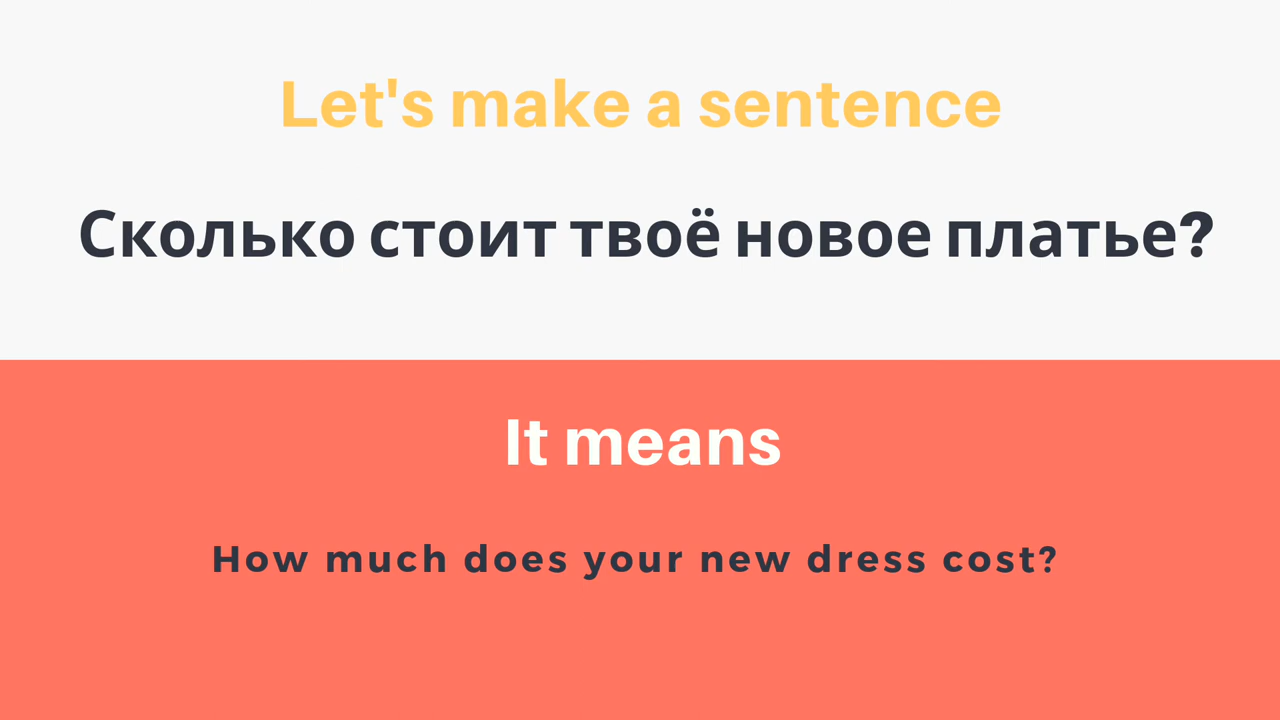 Let's make a sentence
Сколько стоит твоё новое платье?
It means
How much does your new dress cost?